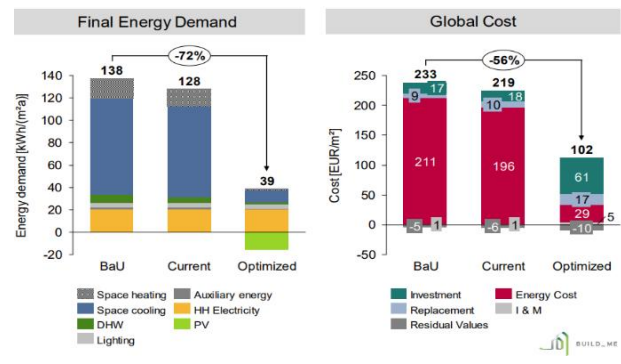 Final Energy Demand
Global Cost
-72%
138
128
39
Energy demand [kWh/(m²a)]
140
120
100
80
60
40
20
0
-20
BaU
Current
Optimized
Space heating
Auxiliary energy
Space cooling
HH Electricity
DHW
PV
Lighting
-56%
233
219
102
Cost [EUR/m²]
250
200
150
100
50
0
-50
17
9
211
-5
1
18
10
196
-6
1
61
17
29
5
-10
BaU
Current
Optimized
Investment
Energy Cost
Replacement
I & M
Residual Values
BUILD_ME